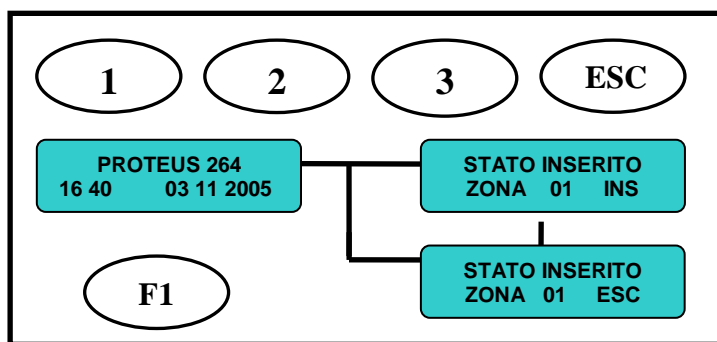 1 2 3 ESC
PROTEUS 264
16 40 03 11 2005
STATO INSERITO
ZONA 01 INS
STATO INSERITO
ZONA 01 ESC
F1